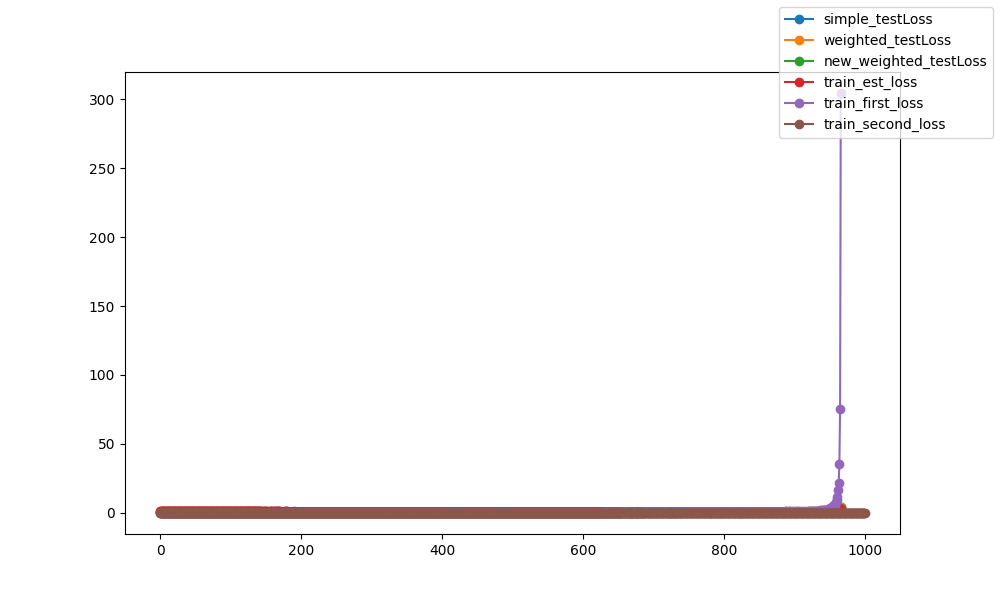 simple_testLoss
weighted_testLoss
new_weighted_testLoss
train_est_loss
train_first_loss
train_second_loss
300
250
200
150
100
50
0
0 200 400 600 800 1000